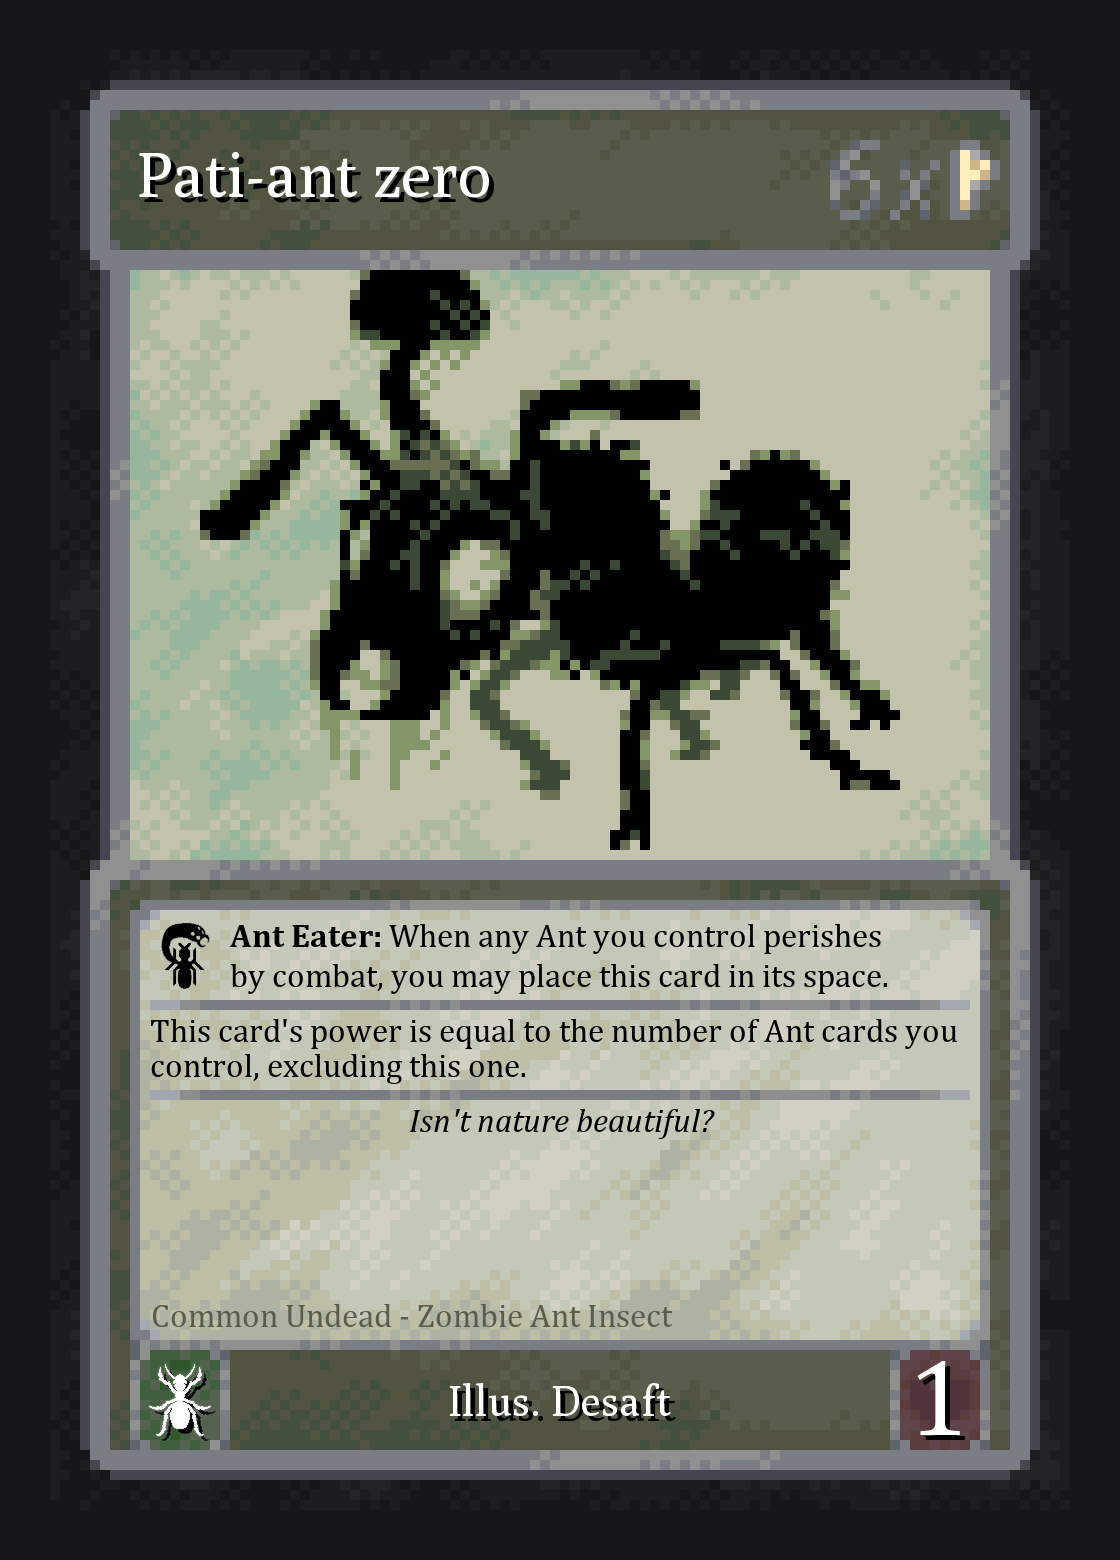 Pati-ant zero
6x
Ant Eater: When any Ant you control perishes
by combat, you may place this card in its space.
This card's power is equal to the number of Ant cards you
control, excluding this one.
Isn't nature beautiful?
Common Undead - Zombie Ant Insect
Illus. Desaft
1